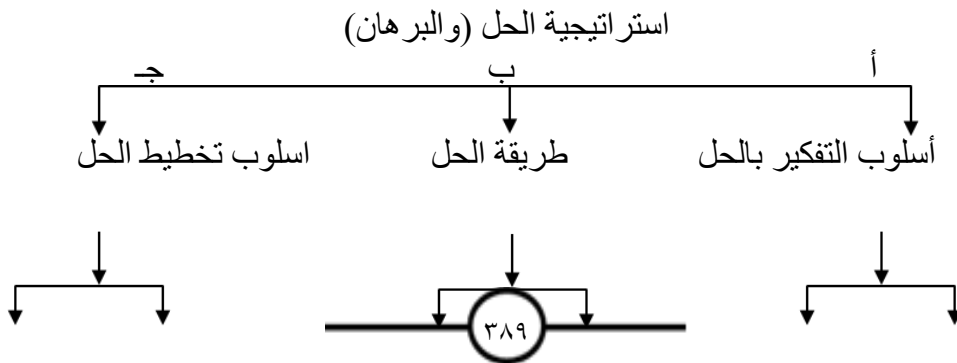 استراتيجية الحل (والبرهان)
أ ب جـ
أسلوب التفكير بالحل طريقة الحل اسلوب تخطيط الحل
٣٨٩